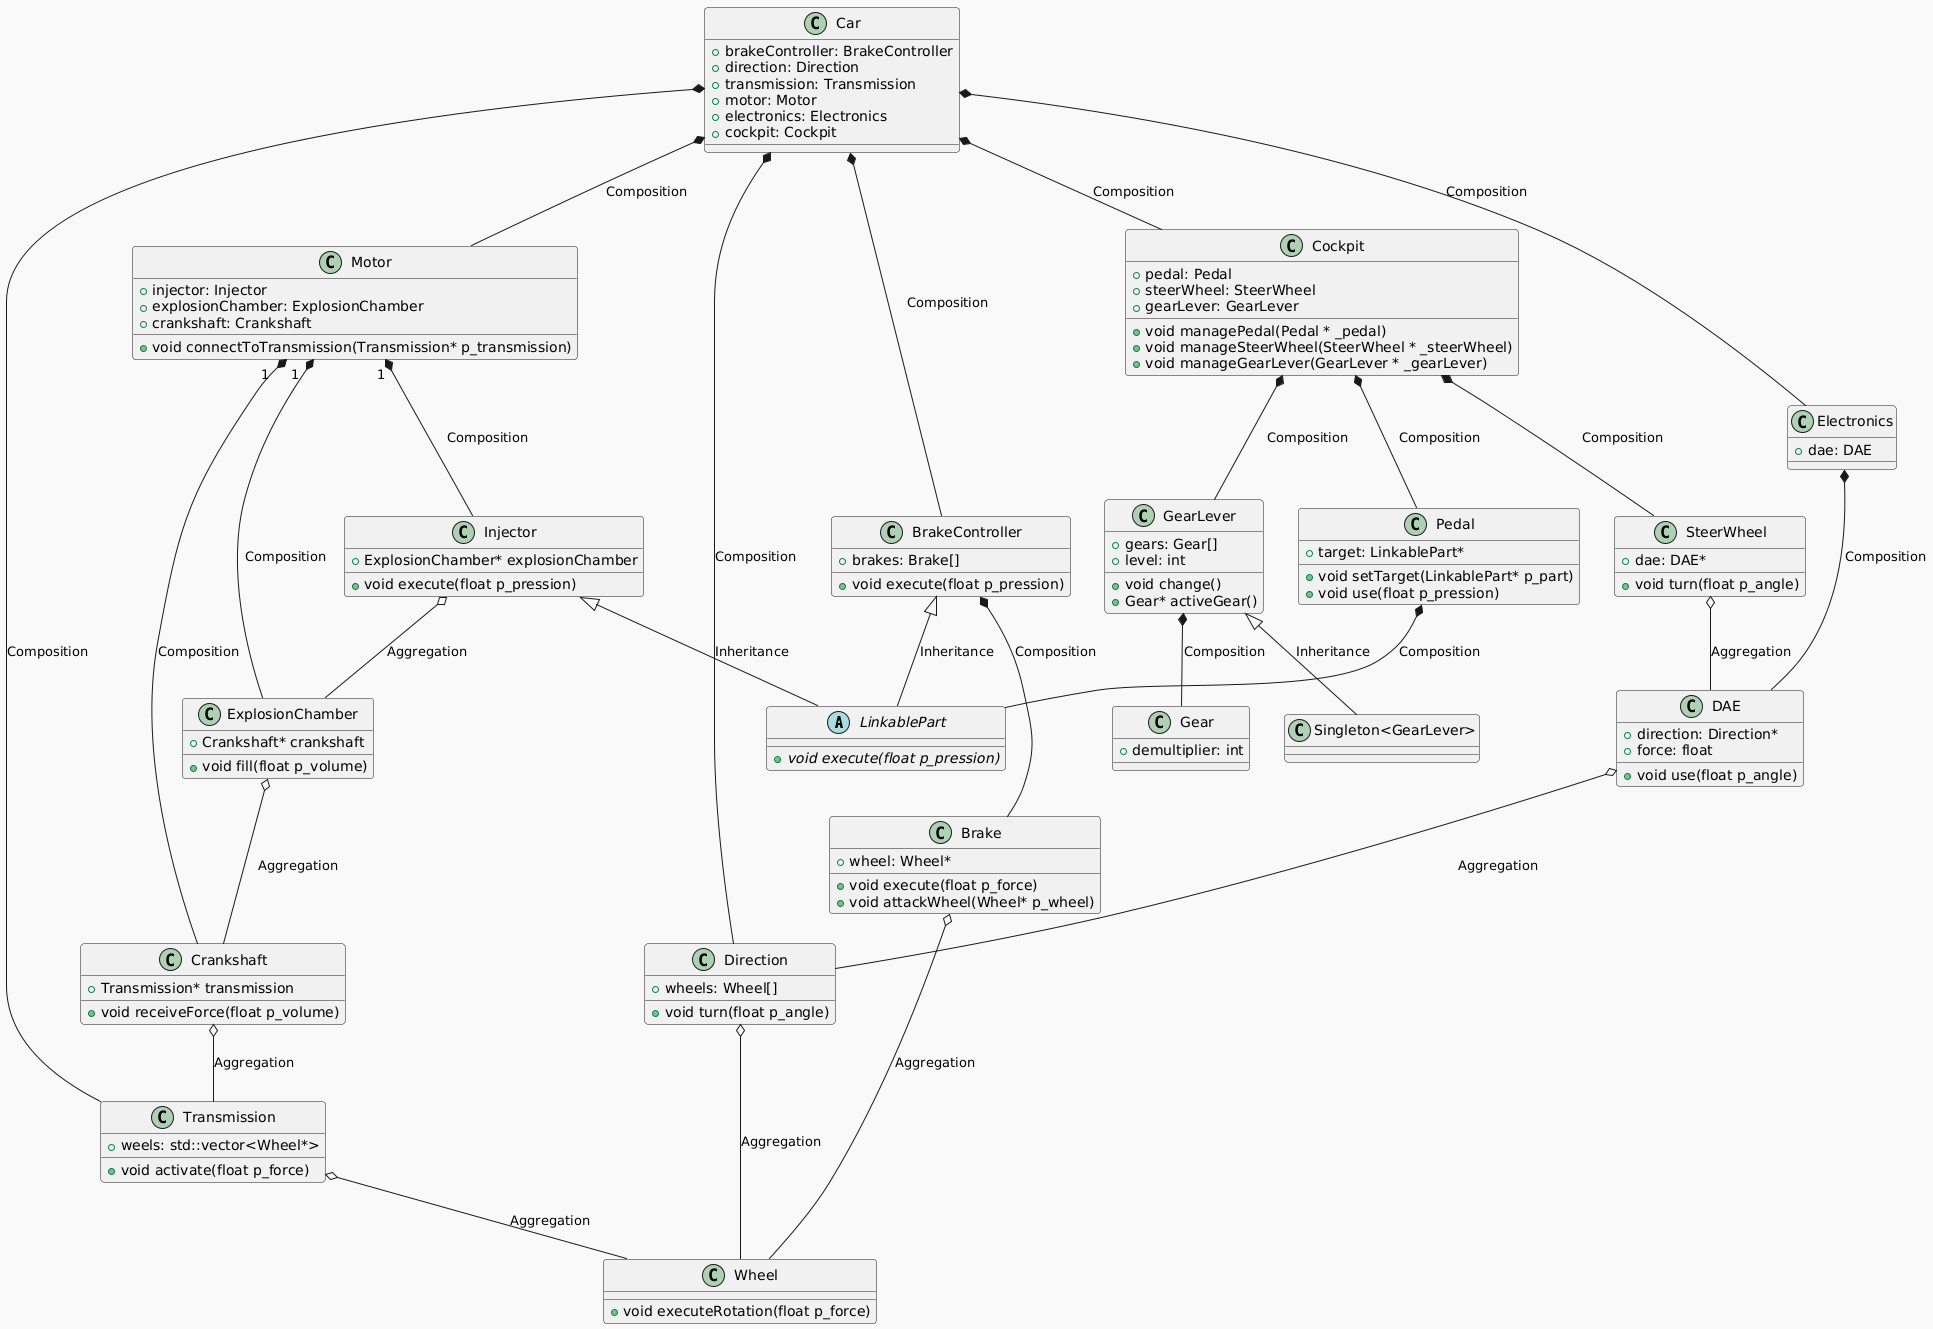 C Car
brakeController: BrakeController
direction: Direction
transmission: Transmission
motor: Motor
electronics: Electronics
cockpit: Cockpit
Composition
Composition
Composition
C Motor
injector: Injector
explosionChamber: ExplosionChamber
crankshaft: Crankshaft
void connectToTransmission(Transmission* p_transmission)
C Cockpit
pedal: Pedal
steerWheel: SteerWheel
gearLever: GearLever
void managePedal(Pedal * _pedal)
void manageSteerWheel(SteerWheel * _steerWheel)
void manageGearLever(GearLever * _gearLever)
Composition
1
1
1
C Electronics
dae: DAE
Composition
Composition
Composition
Composition
C Injector
ExplosionChamber* explosionChamber
void execute(float p_pression)
C BrakeController
brakes: Brake[]
void execute(float p_pression)
C GearLever
gears: Gear[]
level: int
void change()
Gear* activeGear()
C Pedal
target: LinkablePart*
void setTarget(LinkablePart* p_part)
void use(float p_pression)
C SteerWheel
dae: DAE*
void turn(float p_angle)
Composition
Composition
Composition
Composition
Composition
Aggregation
Inheritance
Inheritance
Composition
Composition
Inheritance
Composition
Aggregation
C ExplosionChamber
Crankshaft* crankshaft
void fill(float p_volume)
A LinkablePart
void execute(float p_pression)
C Gear
demultiplier: int
C Singleton<GearLever>
C DAE
direction: Direction*
force: float
void use(float p_angle)
Aggregation
C Brake
wheel: Wheel*
void execute(float p_force)
void attackWheel(Wheel* p_wheel)
Aggregation
C Crankshaft
Transmission* transmission
void receiveForce(float p_volume)
C Direction
wheels: Wheel[]
void turn(float p_angle)
Aggregation
Aggregation
C Transmission
weels: std::vector<Wheel*>
void activate(float p_force)
Aggregation
Aggregation
C Wheel
void executeRotation(float p_force)